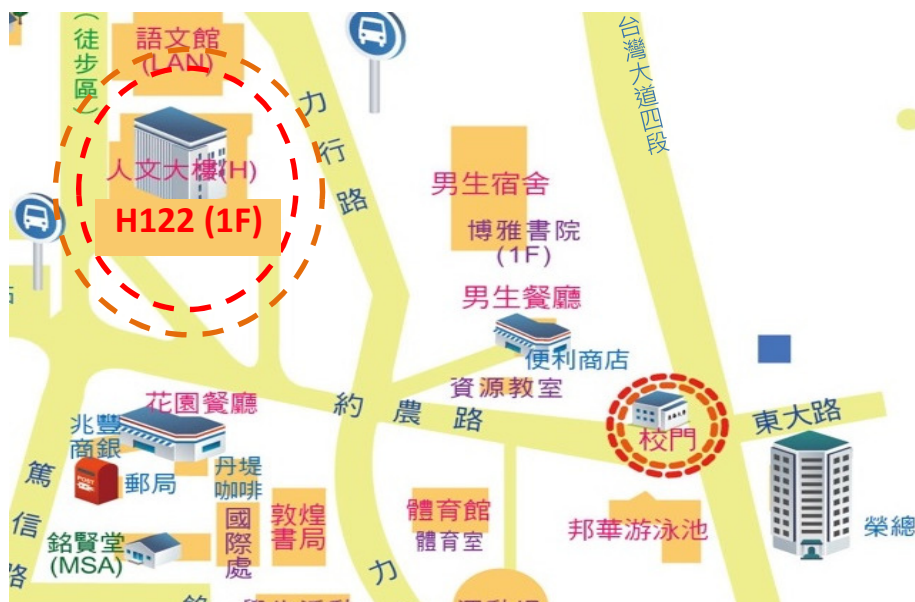 (徒步區)
語文館
(LAN)
人文大樓(H)
H122 (1F)
力行路
台灣大道四段
男生宿舍
博雅書院
(1F)
男生餐廳
便利商店
資源教室
約農路
校門
東大路
花園餐廳
兆豐
商銀
POST
郵局
丹堤
咖啡
國際處
敦煌
書局
體育館
體育室
邦華游泳池
榮總
篤信路
銘賢堂
(MSA)
力